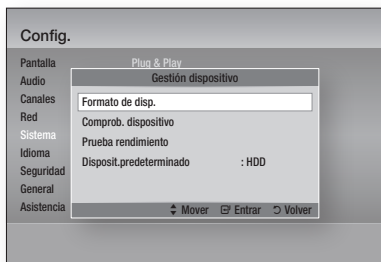 Config.
Pantalla
Plug & Play
Audio
Canales
Red
Sistema
Idioma
Seguridad
General
Asistencia
Gestión dispositivo
Formato de disp.
Comprob. dispositivo
Prueba rendimiento
Disposit.predeterminado : HDD
Mover Entrar Volver